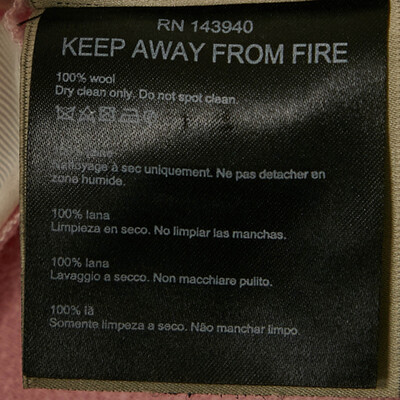 RN 143940
KEEP AWAY FROM FIRE
100% wool
Dry clean only. Do not spot clean.
Nettoyage à sec uniquement. Ne pas detacher en
zone humide.
100% lana
Limpieza en seco. No limpiar las manchas.
100% lana
Lavaggio a secco. Non macchiare pulito.
100% lã
Somente limpeza a seco. Não manchar limpo.